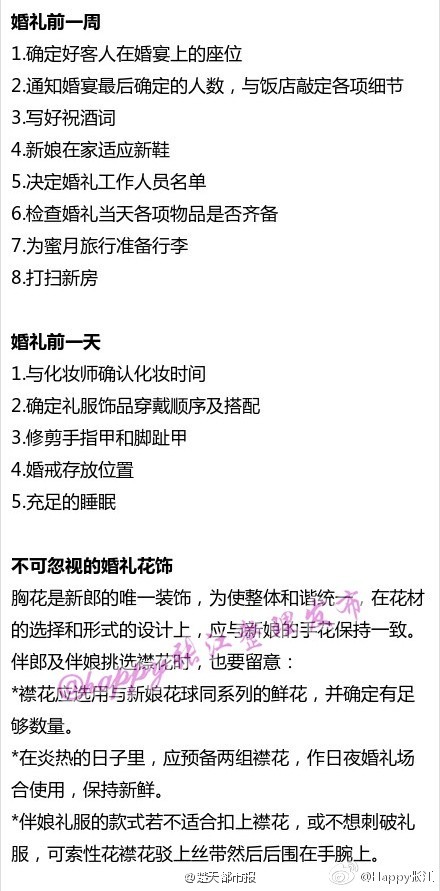 婚礼前一周
1.确定好客人在婚宴上的座位
2.通知婚宴最后确定的人数，与饭店敲定各项细节
3.写好祝酒词
4.新娘在家适应新鞋
5.决定婚礼工作人员名单
6.检查婚礼当天各项物品是否齐备
7.为蜜月旅行准备行李
8.打扫新房
婚礼前一天
1.与化妆师确认化妆时间
2.确定礼服饰品穿戴顺序及搭配
3.修剪手指甲和脚趾甲
4.婚戒存放位置
5.充足的睡眠
不可忽视的婚礼花饰
胸花是新郎的唯一装饰，为使整体和谐统一，在花材
的选择和形式的设计上，应与新娘的手花保持一致。
伴郎及伴娘挑选襟花时，也要留意：
*襟花应选用与新娘花球同系列的鲜花，并确定有足
够数量。
*在炎热的日子里，应预备两组襟花，作日夜婚礼场
合使用，保持新鲜。
*伴娘礼服的款式若不适合扣上襟花，或不想刺破礼
服，可索性花襟花驳上丝带然后后围在手腕上。
@happy张江整理发布
@楚天都市报
@Happy张江